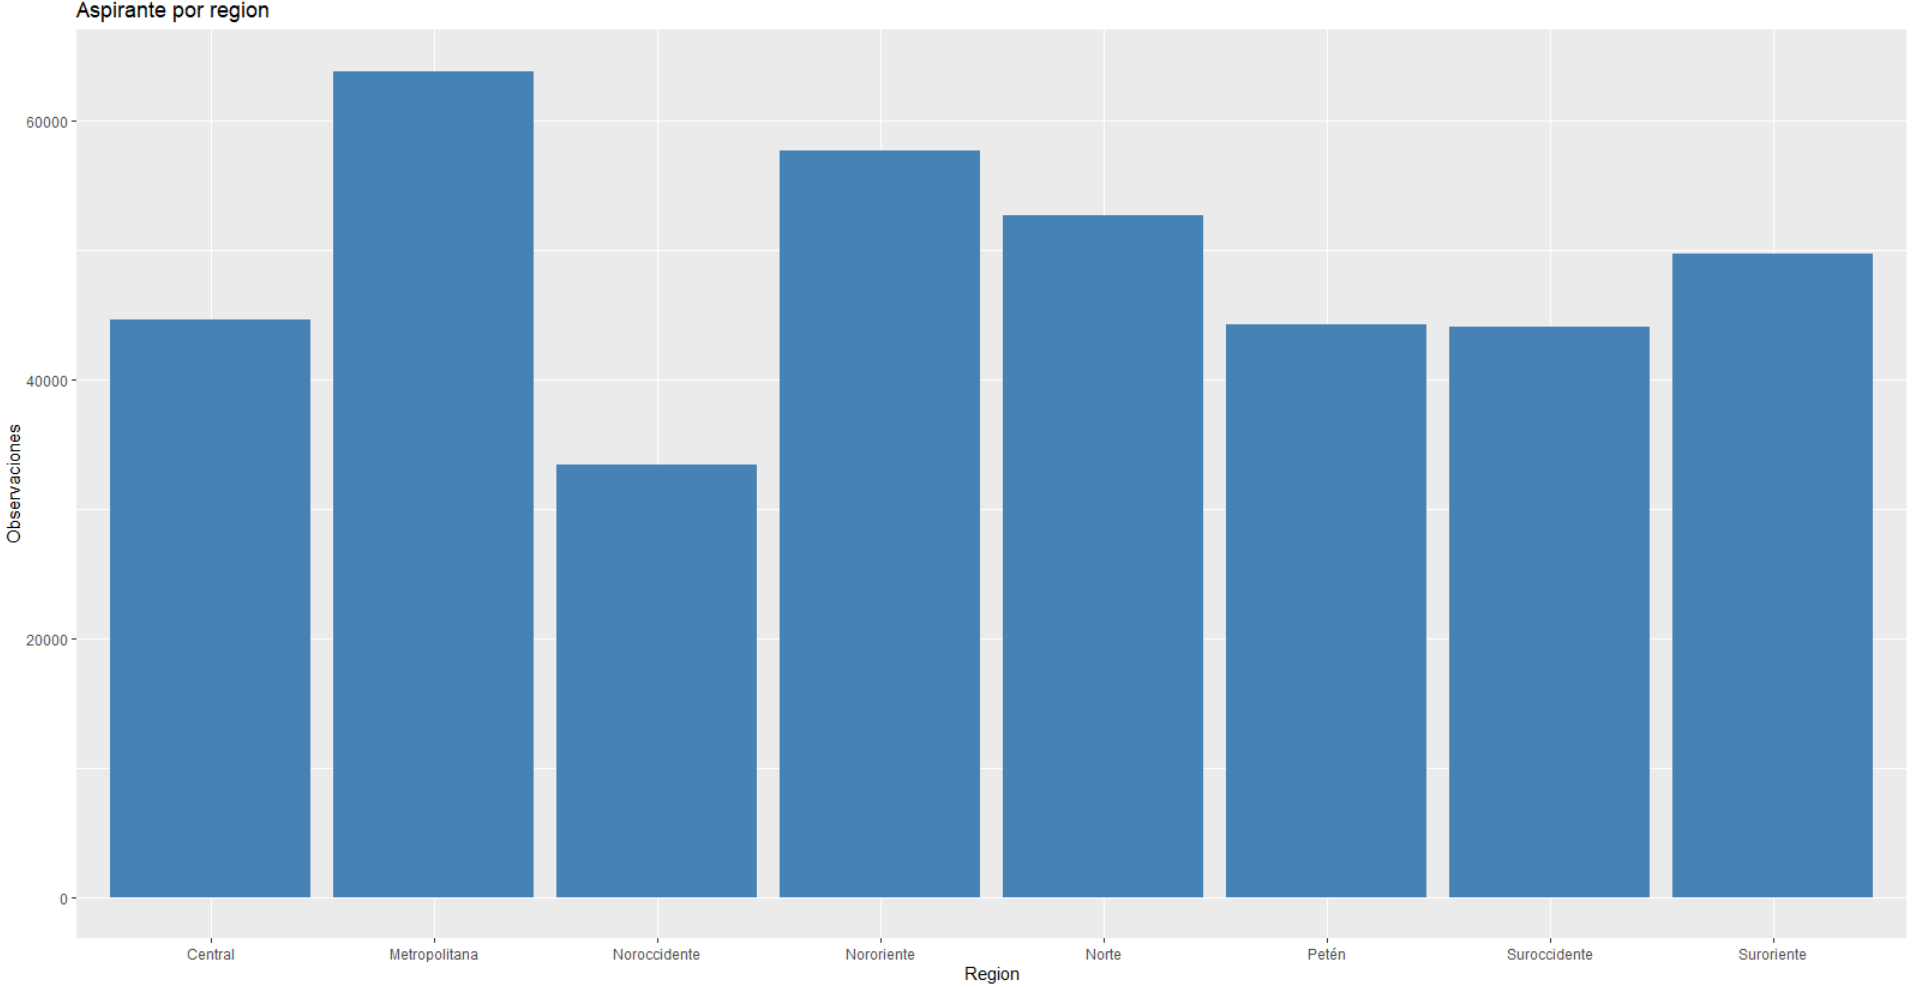 Aspirante por region
Observaciones
60000
40000
20000
0
Central
Metropolitana
Noroccidente
Nororiente
Norte
Petén
Suroccidente
Suroriente
Region